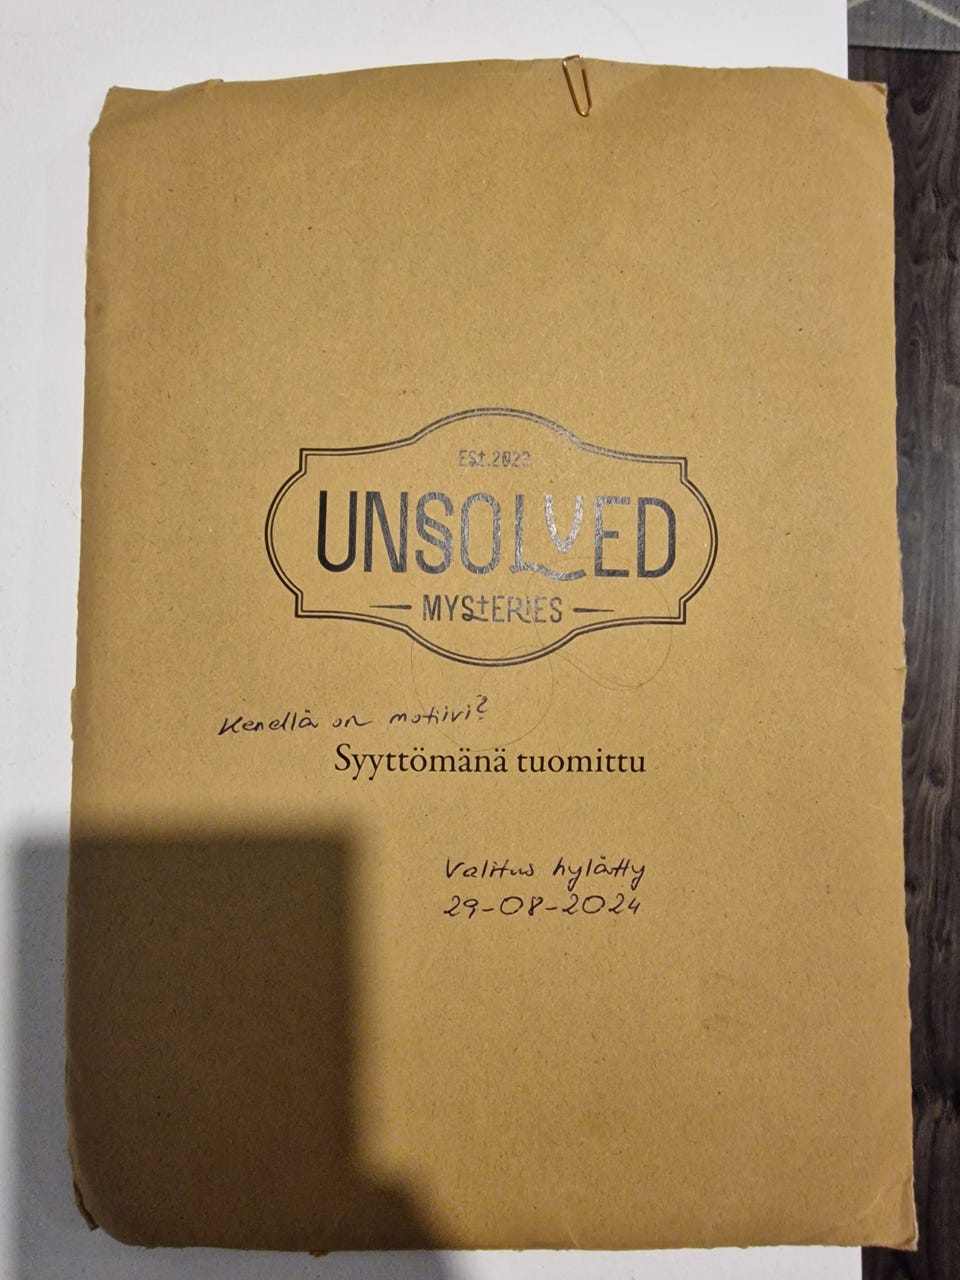 EST.2023
UNSOLVED
MYSTERIES
Kenellä on motiivi?
Syyttömänä tuomittu
Valitus hylätty
29-08-2024